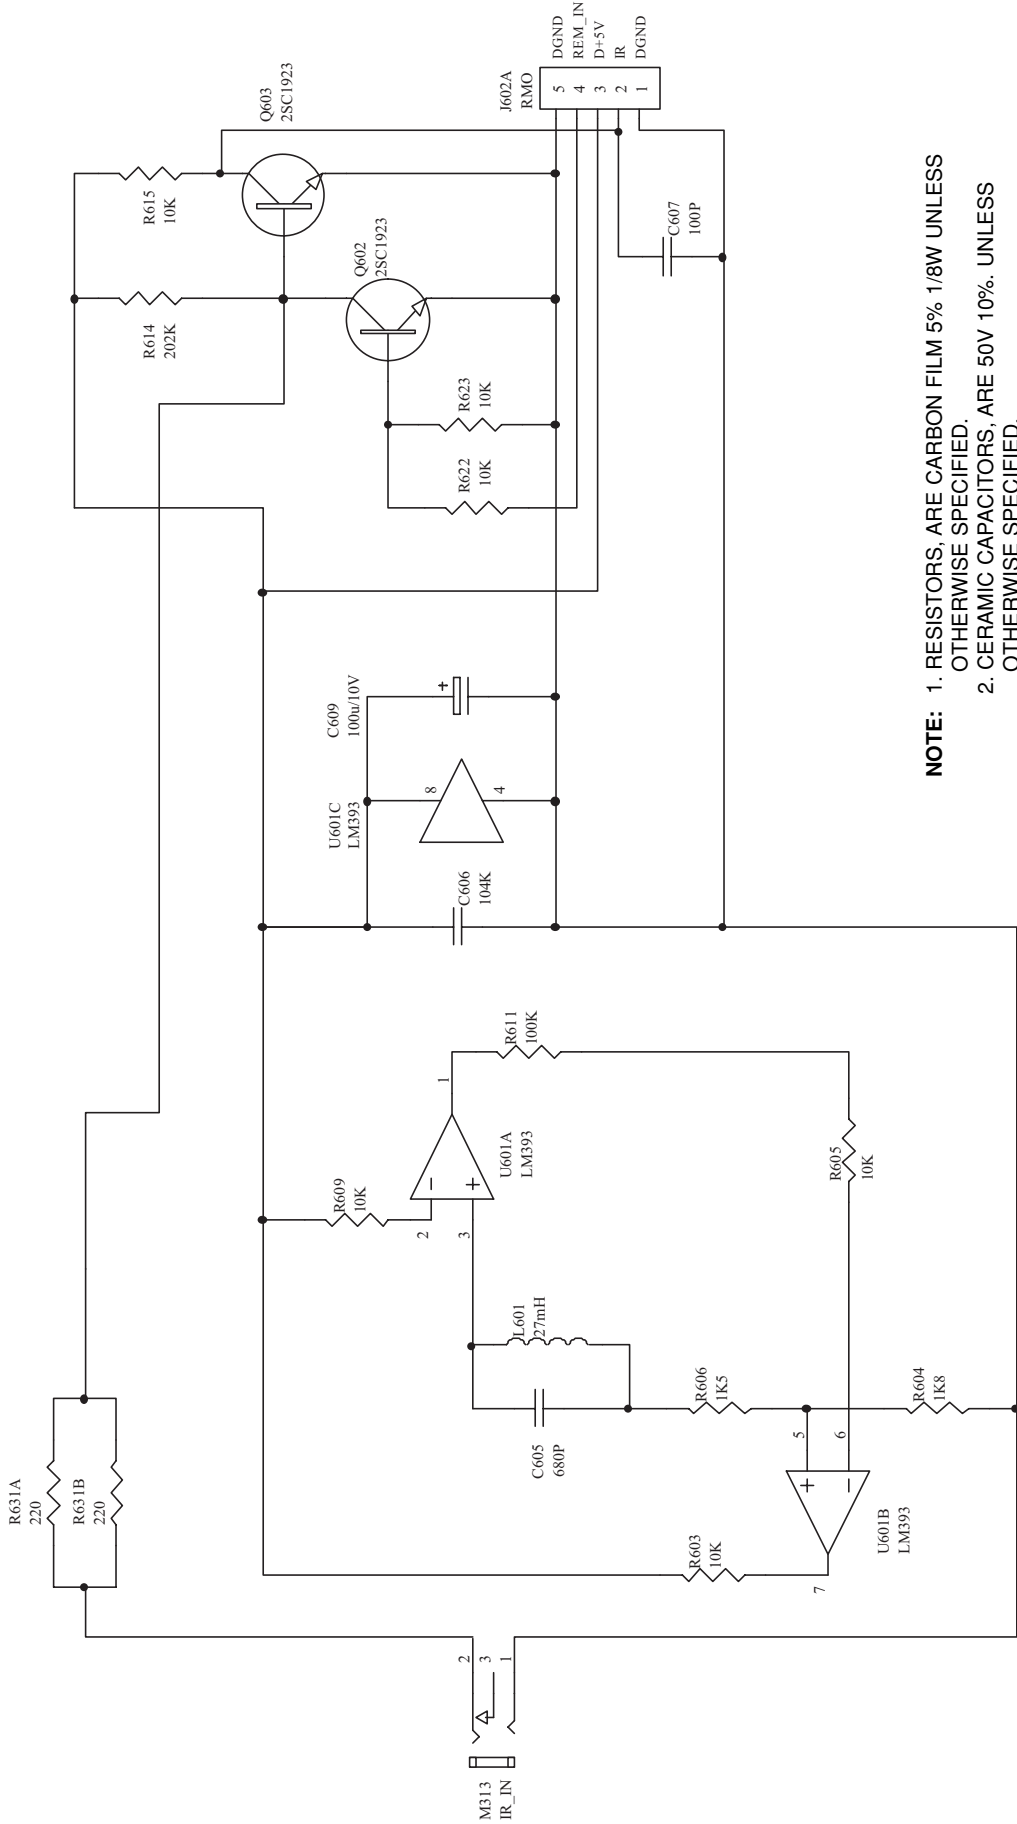 R631A
220
R631B
220
R615
10K
R614
202K
Q603
2SC1923
Q602
2SC1923
J602A
RMO
5
4
3
2
1
DGND
REM_IN
D+5V
IR
DGND
R623
10K
R622
10K
C607
100P
C609
100u/10V
U601C
LM393
8
4
C606
104K
R609
10K
2
3
1
U601A
LM393
R611
100K
R605
10K
L601
27mH
C605
680P
R606
1K5
R604
1K8
5
6
7
U601B
LM393
R603
10K
2
3
1
M313
IR_IN
NOTE: 1. RESISTORS, ARE CARBON FILM 5% 1/8W UNLESS
OTHERWISE SPECIFIED.
2. CERAMIC CAPACITORS, ARE 50V 10%. UNLESS
OTHERWISE SPECIFIED.